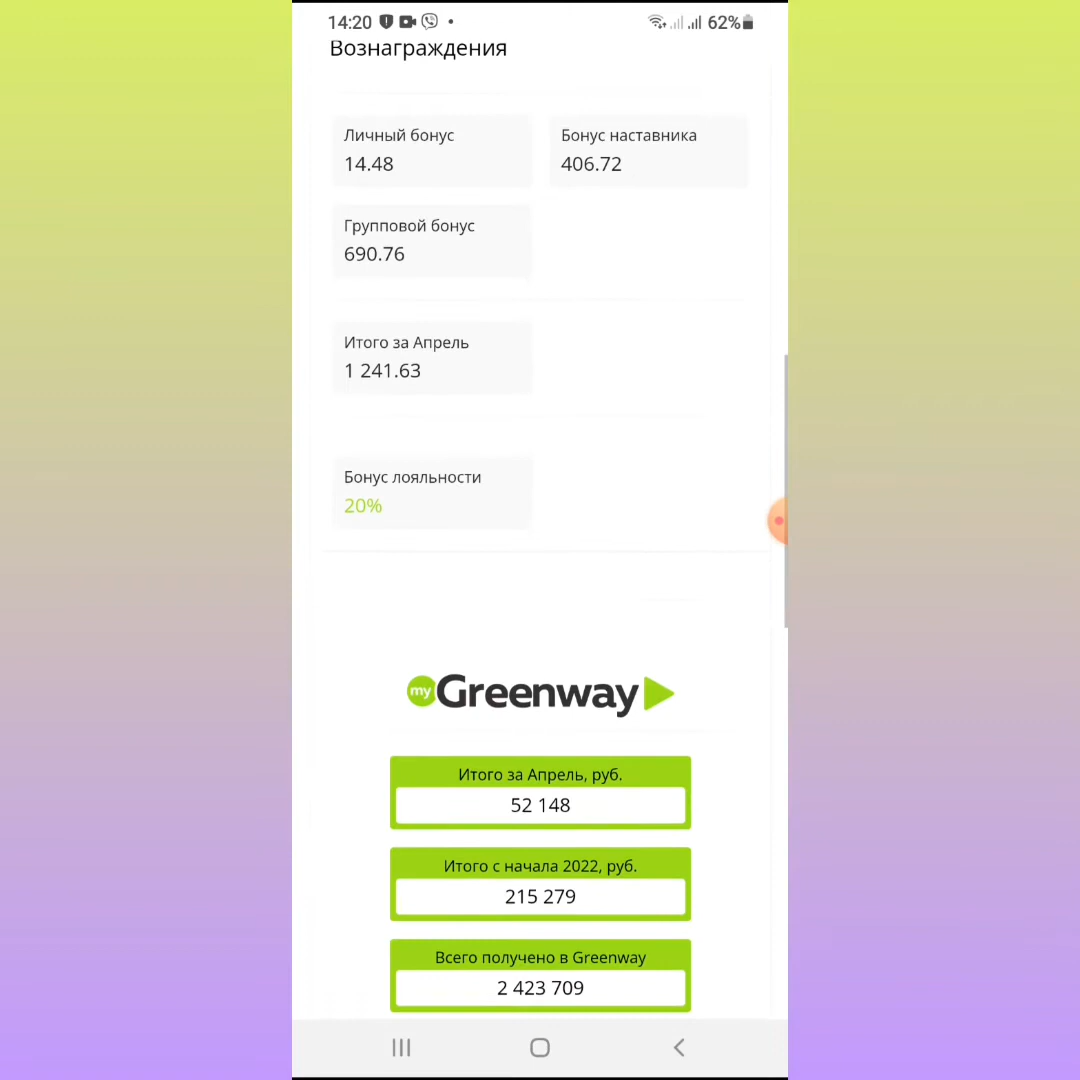 14:20 62%
Вознаграждения
Личный бонус
14.48
Бонус наставника
406.72
Групповой бонус
690.76
Итого за Апрель
1 241.63
Бонус лояльности
20%
my Greenway
Итого за Апрель, руб.
52 148
Итого с начала 2022, руб.
215 279
Всего получено в Greenway
2 423 709